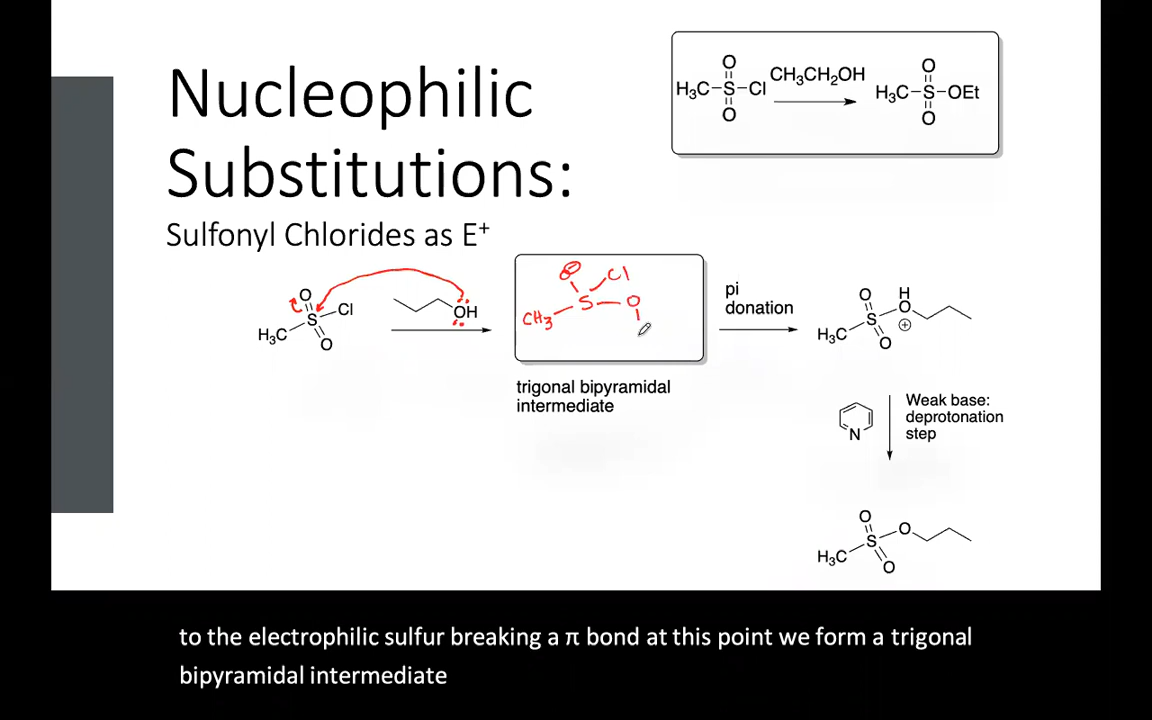 Nucleophilic
Substitutions:
Sulfonyl Chlorides as E⁺
O
H₃C-S-Cl
O
CH₃CH₂OH
O
H₃C-S-OEt
O
O
S
Cl
H₃C
O
OH
⊖
Cl
S
O
CH₃
trigonal bipyramidal
intermediate
pi
donation
O
H
S
O
⊕
H₃C
O
N
Weak base:
deprotonation
step
O
S
O
H₃C
O
to the electrophilic sulfur breaking a π bond at this point we form a trigonal
bipyramidal intermediate